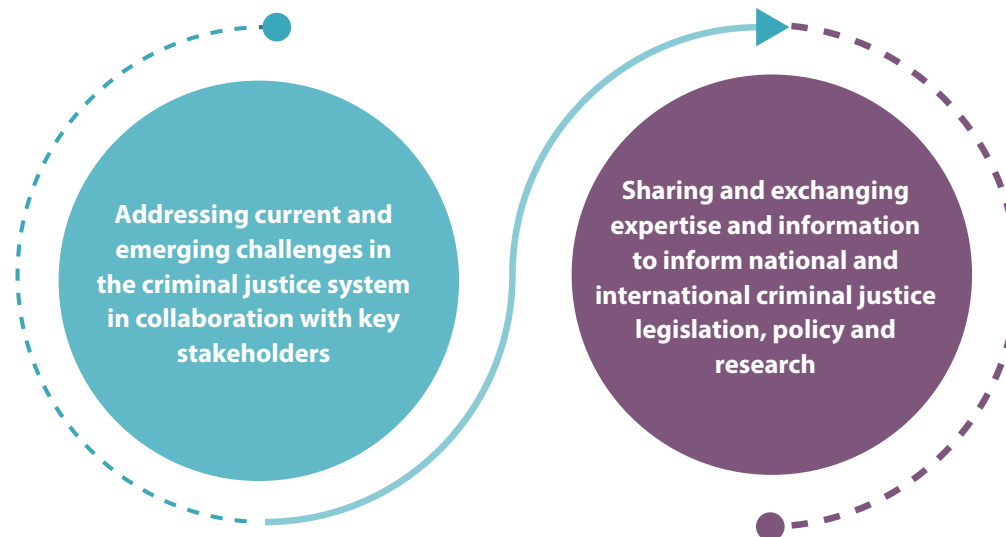 Addressing current and
emerging challenges in
the criminal justice system
in collaboration with key
stakeholders
Sharing and exchanging
expertise and information
to inform national and
international criminal justice
legislation, policy and
research